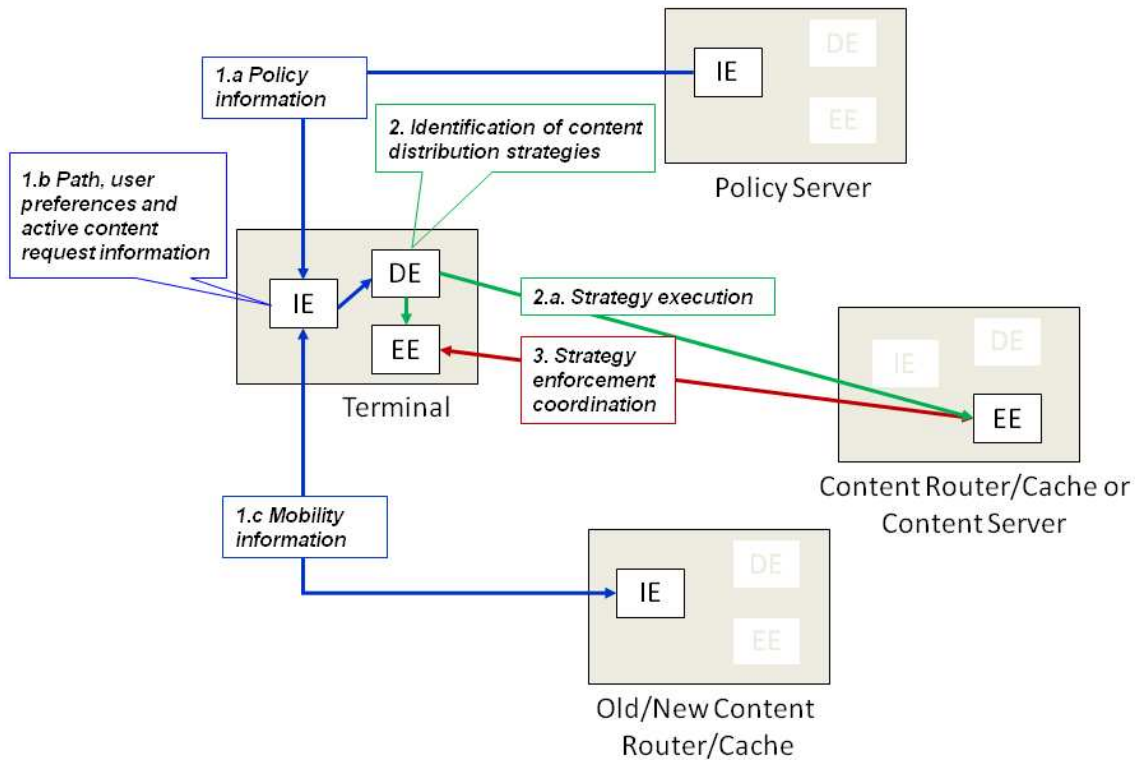 DE
IE
EE
Policy Server
1.a Policy
information
2. Identification of content
distribution strategies
1.b Path, user
preferences and
active content
request information
DE
IE
EE
Terminal
2.a. Strategy execution
3. Strategy
enforcement
coordination
DE
IE
EE
Content Router/Cache or
Content Server
1.c Mobility
information
DE
IE
EE
Old/New Content
Router/Cache